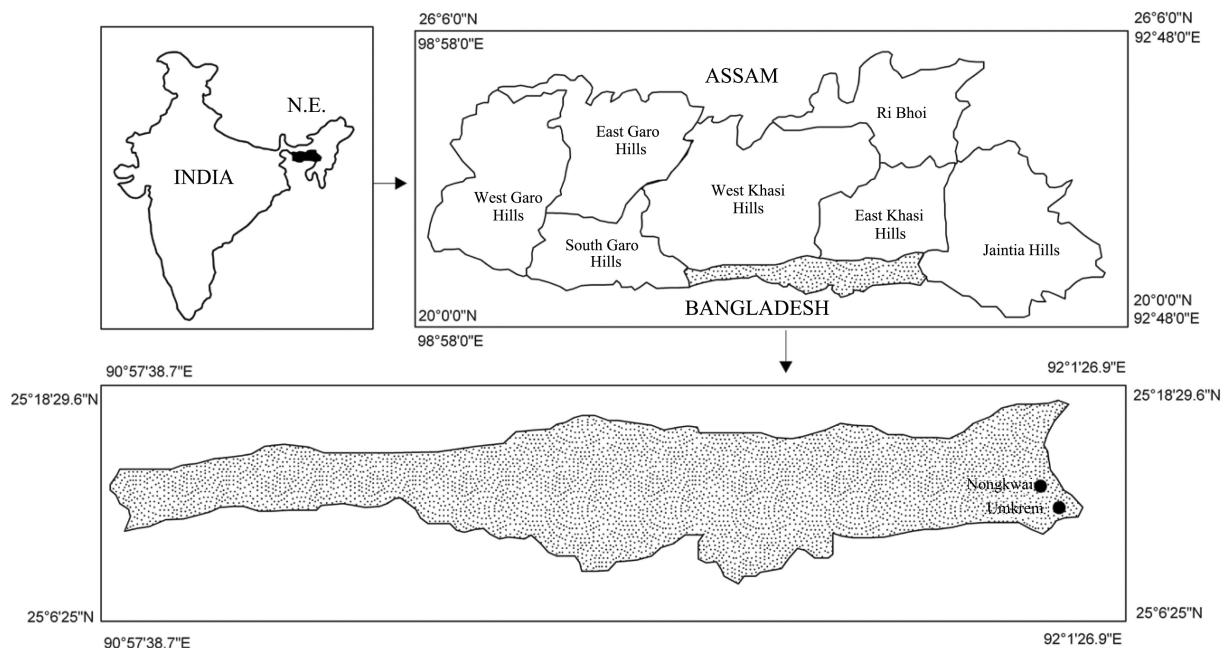 26°6'0"N
98°58'0"E
26°6'0"N
92°48'0"E
N.E.
INDIA
ASSAM
Ri Bhoi
East Garo
Hills
West Garo
Hills
West Khasi
Hills
East Khasi
Hills
South Garo
Hills
Jaintia Hills
BANGLADESH
20°0'0"N
98°58'0"E
20°0'0"N
92°48'0"E
90°57'38.7"E
92°1'26.9"E
25°18'29.6"N
25°18'29.6"N
Nongkwai
Umkrem
25°6'25"N
25°6'25"N
90°57'38.7"E
92°1'26.9"E